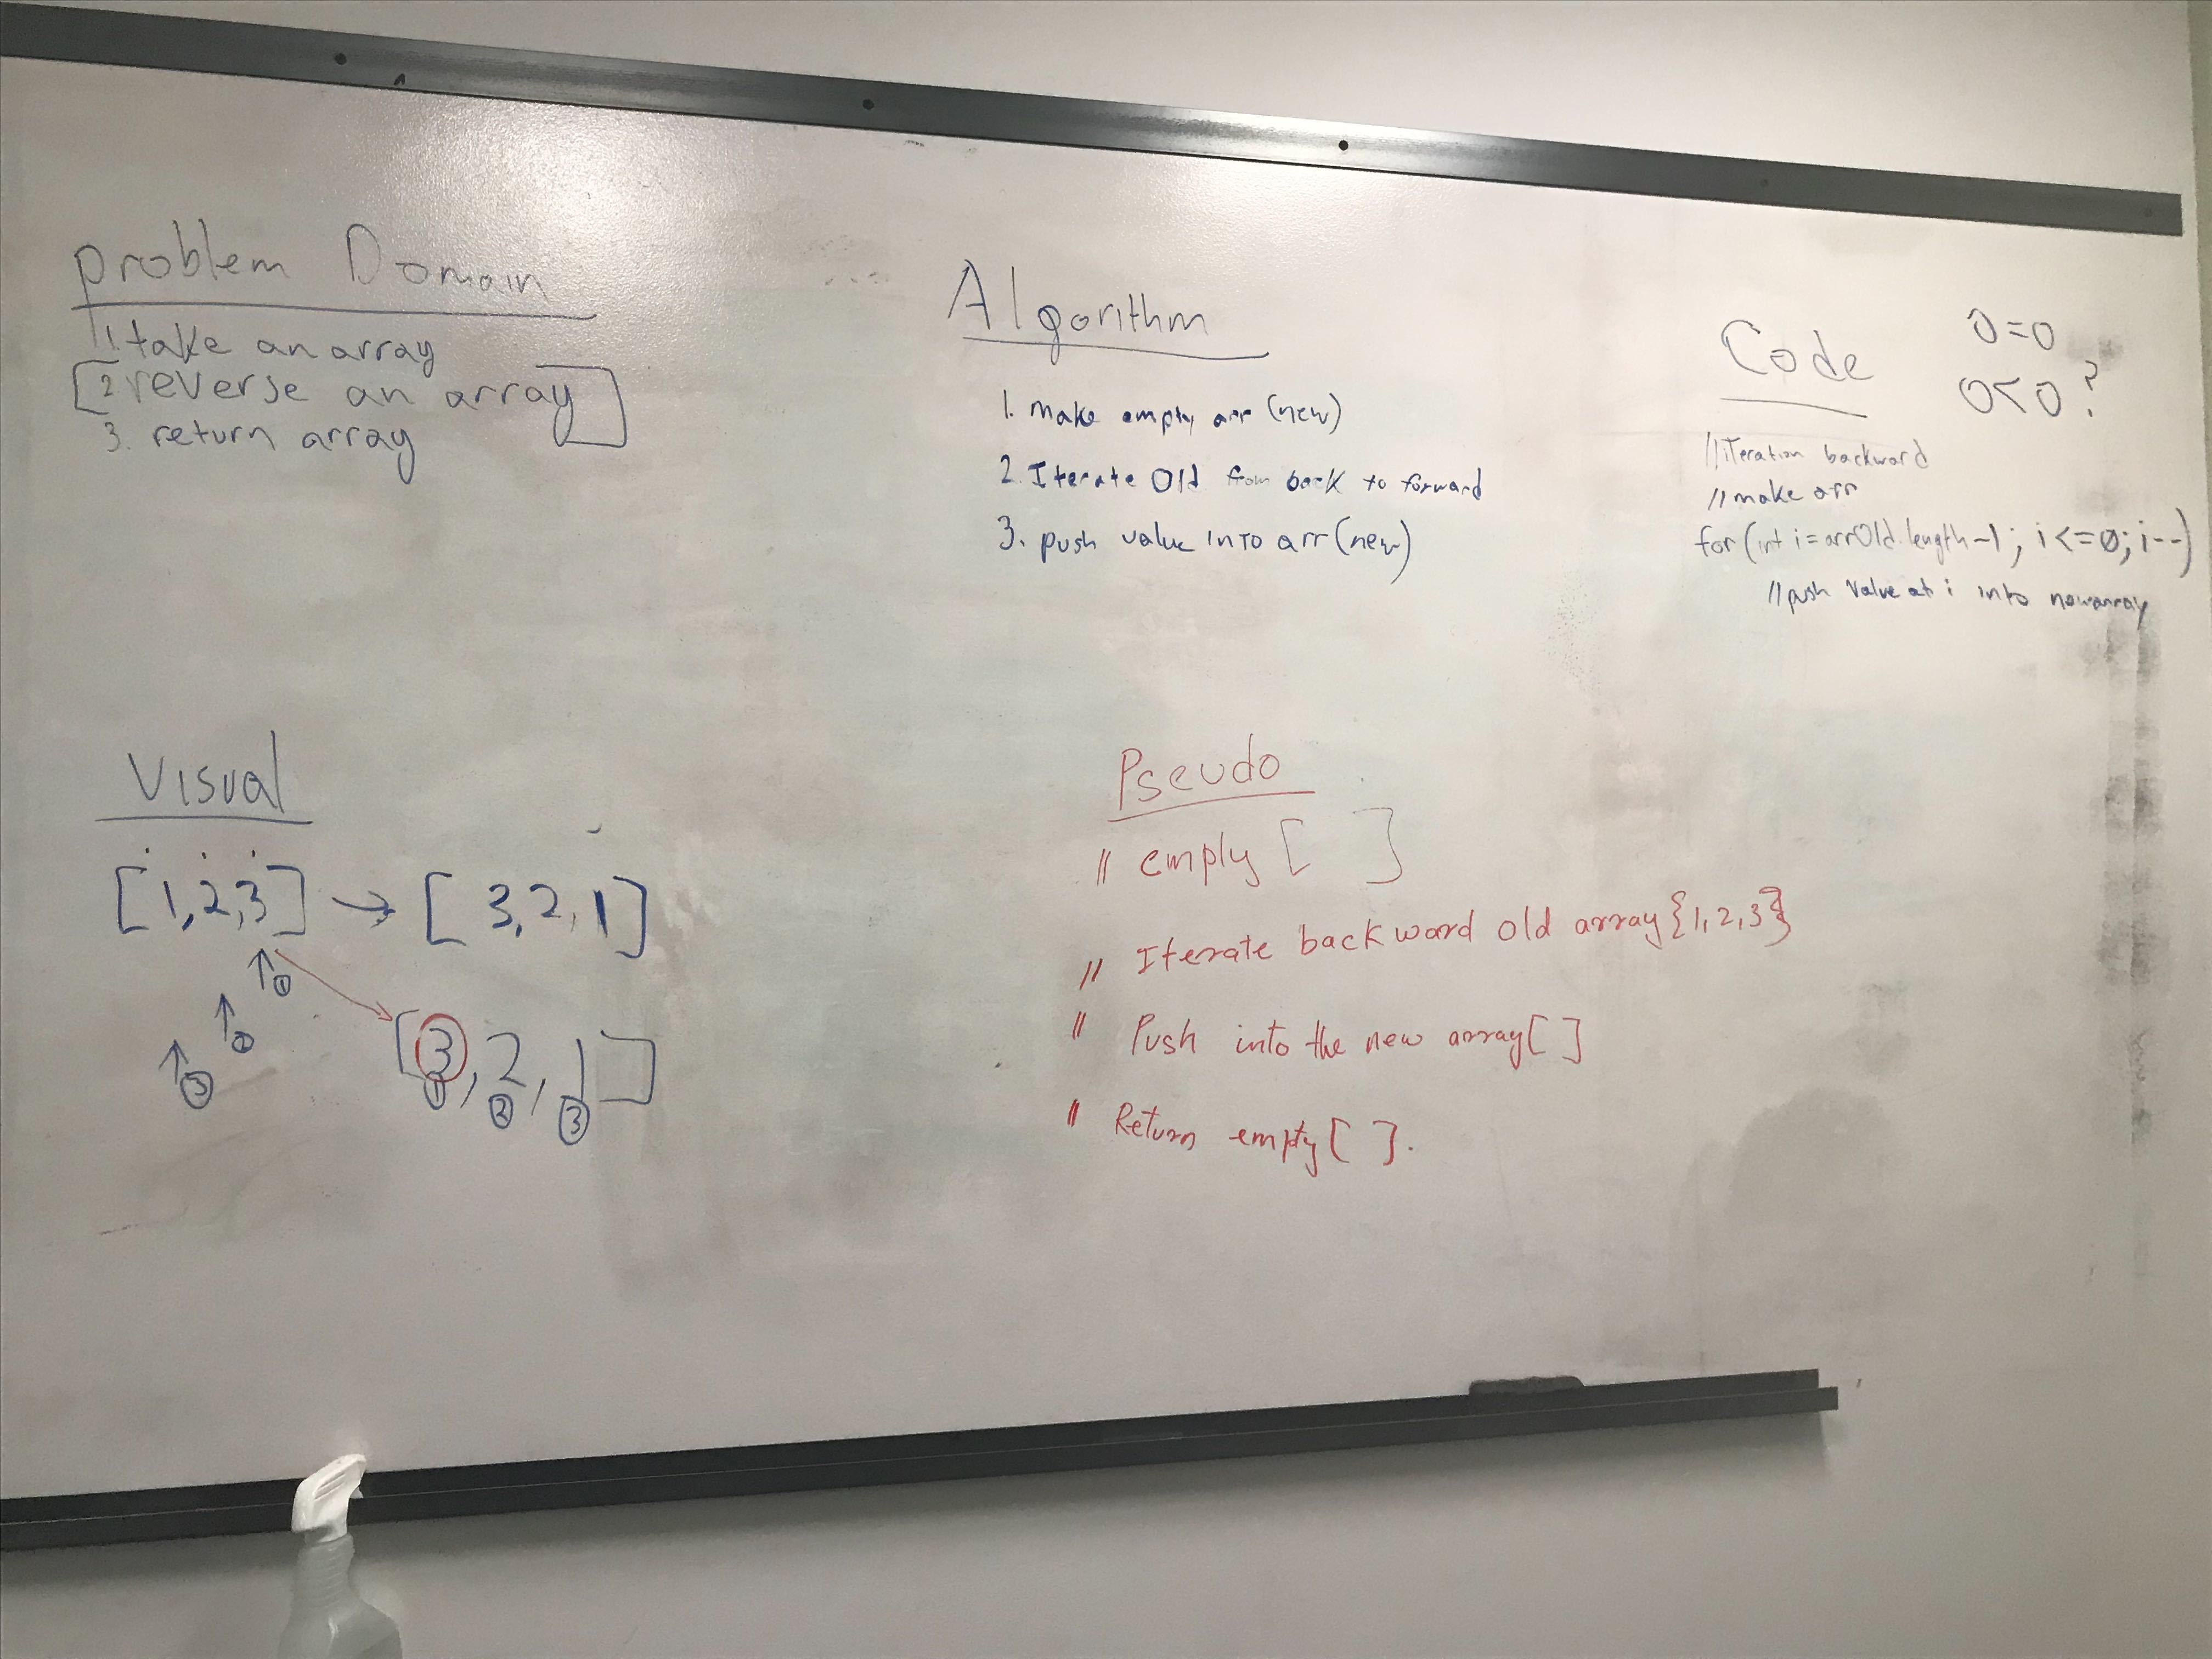 Problem Domain
1. take an array
[2 reverse an array]
3. return array
Algorithm
1. make empty arr (new)
2. Iterate Old from back to forward
3. push value into arr (new)
Code
0=0
0<0 ?
//iteration backward
//make arr
for (int i = arrOld.length-1; i<=0; i--)
//push value at i into newarray
Visual
[1,2,3] → [3,2,1]
↑①
↑②
↑③
[3, 2, 1]
① ② ③
Pseudo
// empty [ ]
// Iterate backward old array {1,2,3}
// Push into the new array [ ]
// Return empty [ ].